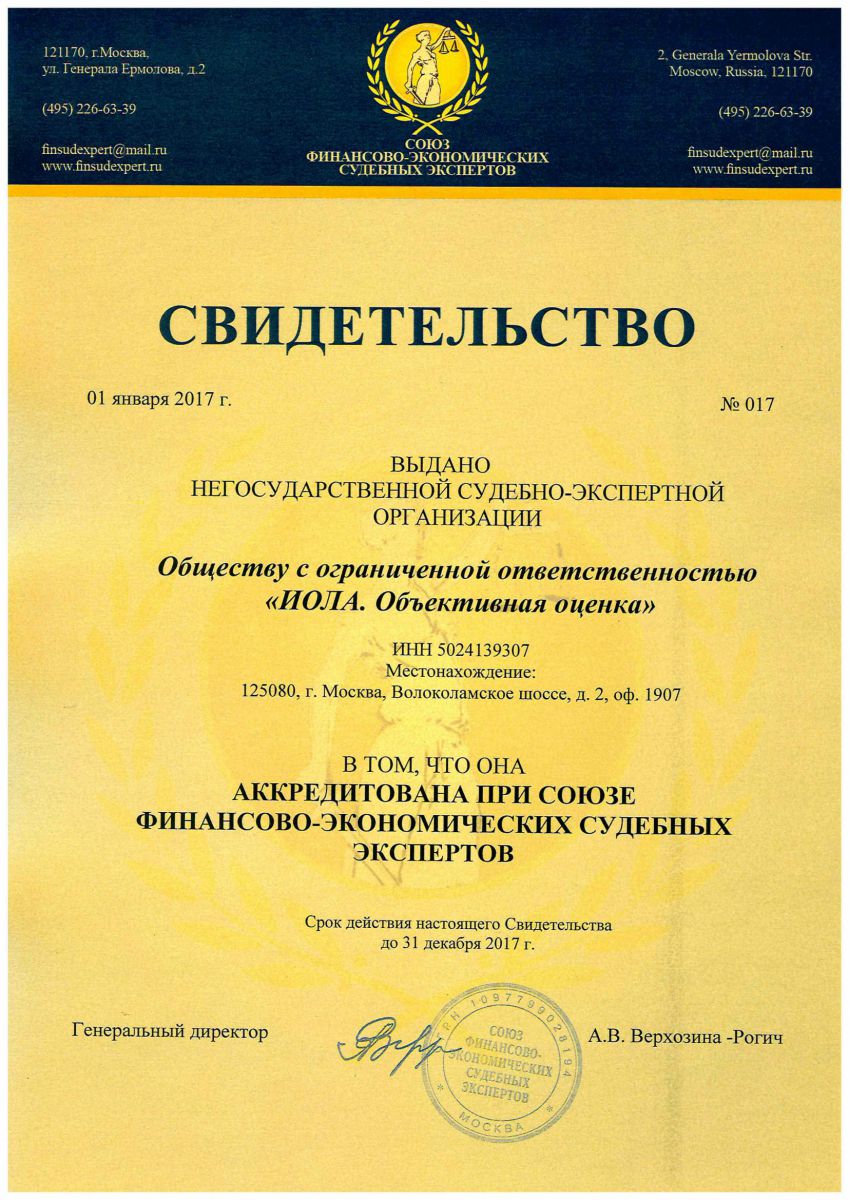 121170, г.Москва,
ул. Генерала Ермолова, д.2
(495) 226-63-39
finsudexpert@mail.ru
www.finsudexpert.ru
СОЮЗ
ФИНАНСОВО-ЭКОНОМИЧЕСКИХ
СУДЕБНЫХ ЭКСПЕРТОВ
2, Generala Yermolova Str.
Moscow, Russia, 121170
(495) 226-63-39
finsudexpert@mail.ru
www.finsudexpert.ru
СВИДЕТЕЛЬСТВО
01 января 2017 г.
№ 017
ВЫДАНО
НЕГОСУДАРСТВЕННОЙ СУДЕБНО-ЭКСПЕРТНОЙ
ОРГАНИЗАЦИИ
Обществу с ограниченной ответственностью
«ИОЛА. Объективная оценка»
ИНН 5024139307
Местонахождение:
125080, г. Москва, Волоколамское шоссе, д. 2, оф. 1907
В ТОМ, ЧТО ОНА
АККРЕДИТОВАНА ПРИ СОЮЗЕ
ФИНАНСОВО-ЭКОНОМИЧЕСКИХ СУДЕБНЫХ
ЭКСПЕРТОВ
Срок действия настоящего Свидетельства
до 31 декабря 2017 г.
Генеральный директор
А.В. Верхозина -Рогич
1097799028194
СОЮЗ
ФИНАНСОВО-
ЭКОНОМИЧЕСКИХ
СУДЕБНЫХ
ЭКСПЕРТОВ
* МОСКВА *